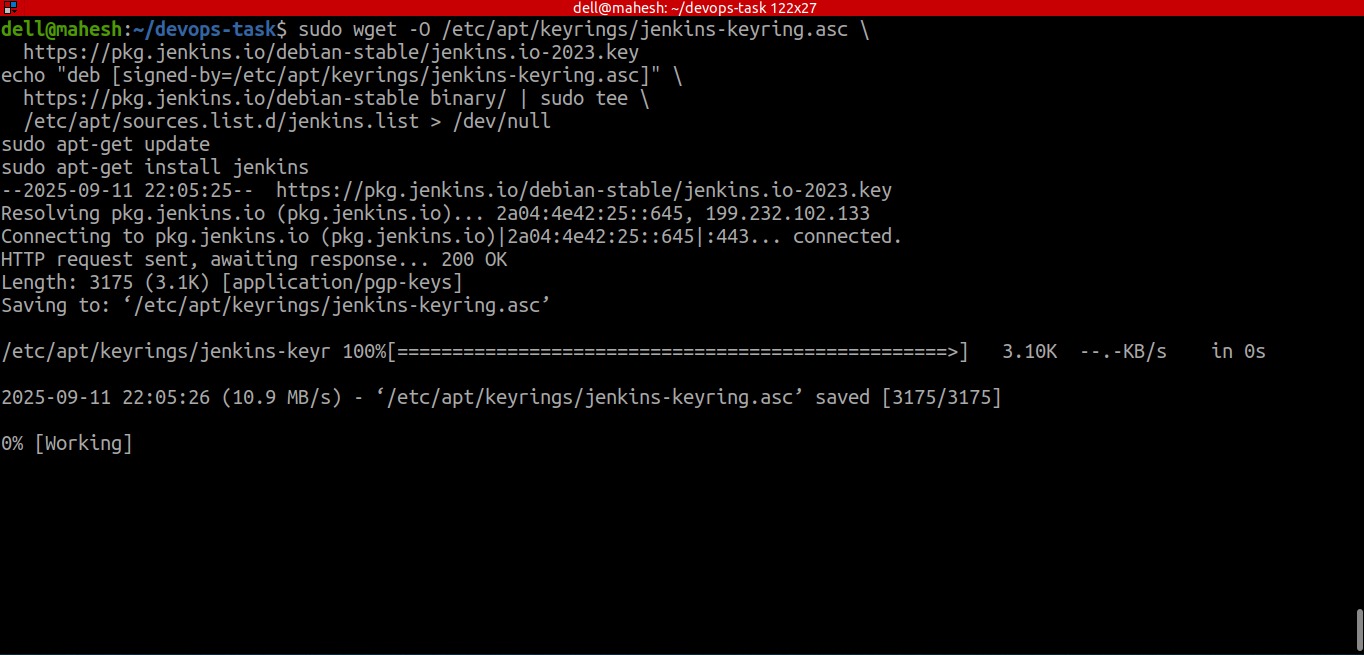 dell@mahesh: ~/devops-task 122x27
dell@mahesh:~/devops-task$ sudo wget -O /etc/apt/keyrings/jenkins-keyring.asc \
  https://pkg.jenkins.io/debian-stable/jenkins.io-2023.key
echo "deb [signed-by=/etc/apt/keyrings/jenkins-keyring.asc]" \
  https://pkg.jenkins.io/debian-stable binary/ | sudo tee \
  /etc/apt/sources.list.d/jenkins.list > /dev/null
sudo apt-get update
sudo apt-get install jenkins
--2025-09-11 22:05:25--  https://pkg.jenkins.io/debian-stable/jenkins.io-2023.key
Resolving pkg.jenkins.io (pkg.jenkins.io)... 2a04:4e42:25::645, 199.232.102.133
Connecting to pkg.jenkins.io (pkg.jenkins.io)|2a04:4e42:25::645|:443... connected.
HTTP request sent, awaiting response... 200 OK
Length: 3175 (3.1K) [application/pgp-keys]
Saving to: ‘/etc/apt/keyrings/jenkins-keyring.asc’
/etc/apt/keyrings/jenkins-keyr 100%[==================================================>]   3.10K  --.-KB/s    in 0s
2025-09-11 22:05:26 (10.9 MB/s) - ‘/etc/apt/keyrings/jenkins-keyring.asc’ saved [3175/3175]
0% [Working]